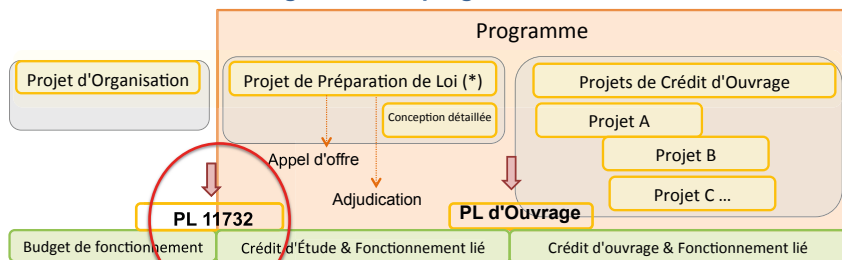 Programme
Projet d'Organisation
Projet de Préparation de Loi (*)
Projets de Crédit d'Ouvrage
Conception détaillée
Projet A
Appel d'offre
Projet B
Adjudication
Projet C ...
PL 11732
PL d'Ouvrage
Budget de fonctionnement
Crédit d'Étude & Fonctionnement lié
Crédit d'ouvrage & Fonctionnement lié